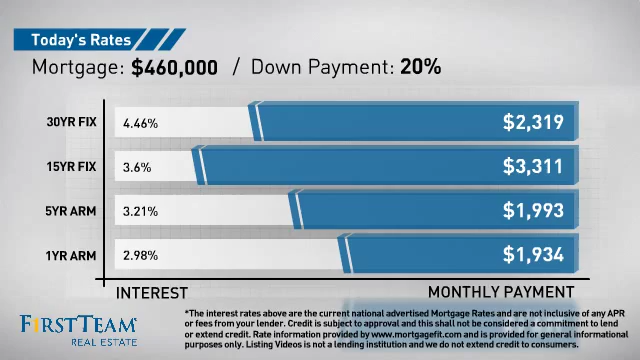 Today's Rates
Mortgage: $460,000 / Down Payment: 20%
30YR FIX 4.46% $2,319
15YR FIX 3.6% $3,311
5YR ARM 3.21% $1,993
1YR ARM 2.98% $1,934
INTEREST MONTHLY PAYMENT
FIRSTTEAM®
REAL ESTATE
*The interest rates above are the current national advertised Mortgage Rates and are not inclusive of any APR
or fees from your lender. Credit is subject to approval and this shall not be considered a commitment to lend
or extend credit. Rate information provided by www.mortgagefit.com and is provided for general informational
purposes only. Listing Videos is not a lending institution and we do not extend credit to consumers.